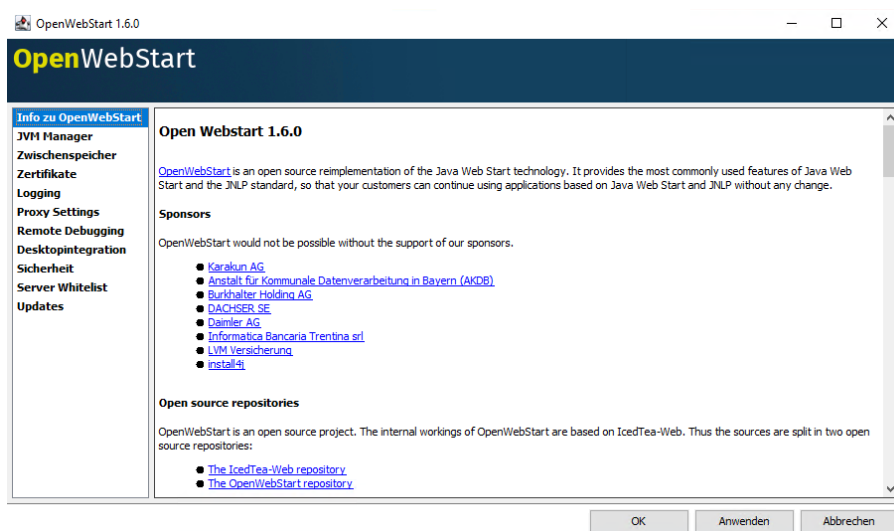 OpenWebStart 1.6.0
OpenWebStart
Info zu OpenWebStart
JVM Manager
Zwischenspeicher
Zertifikate
Logging
Proxy Settings
Remote Debugging
Desktopintegration
Sicherheit
Server Whitelist
Updates
Open Webstart 1.6.0
OpenWebStart is an open source reimplementation of the Java Web Start technology. It provides the most commonly used features of Java Web
Start and the JNLP standard, so that your customers can continue using applications based on Java Web Start and JNLP without any change.
Sponsors
OpenWebStart would not be possible without the support of our sponsors.
Karakun AG
Anstalt für Kommunale Datenverarbeitung in Bayern (AKDB)
Burkhalter Holding AG
DACHSER SE
Daimler AG
Informatica Bancaria Trentina srl
LVM Versicherung
install4j
Open source repositories
OpenWebStart is an open source project. The internal workings of OpenWebStart are based on IcedTea-Web. Thus the sources are split in two open
source repositories:
The IcedTea-Web repository
The OpenWebStart repository
OK
Anwenden
Abbrechen